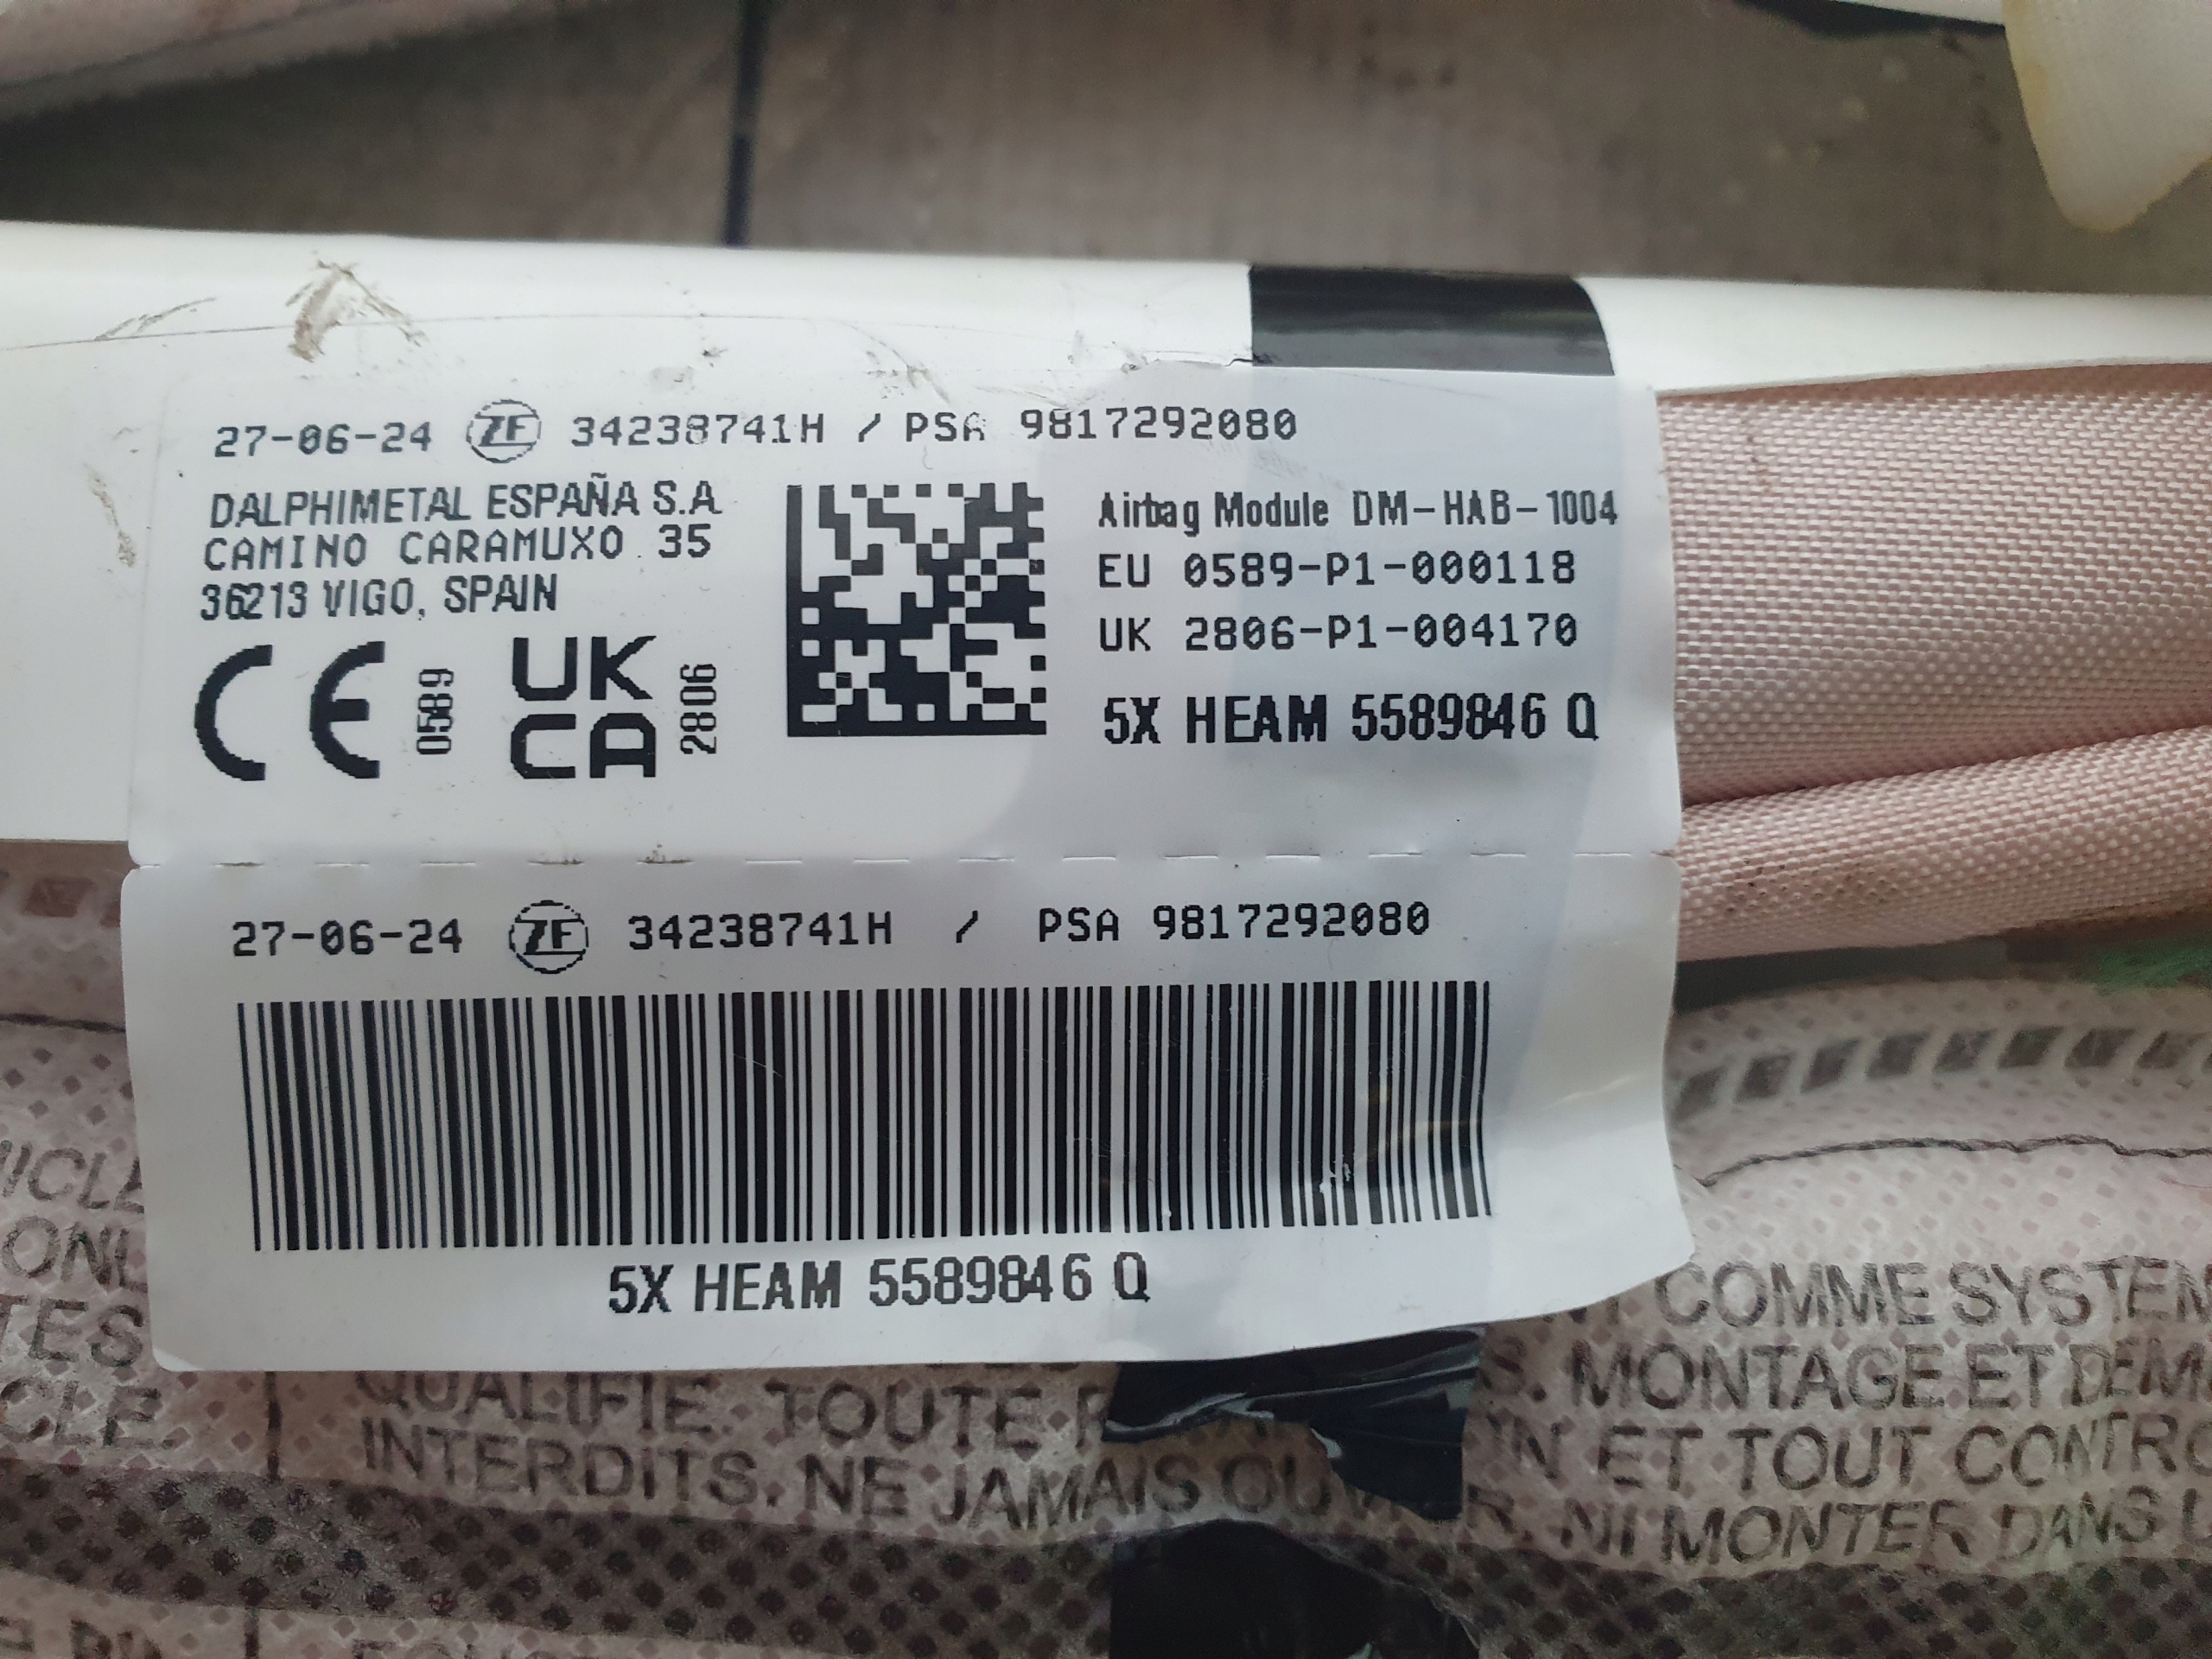 27-06-24 ZF 34238741H / PSA 9817292080
DALPHIMETAL ESPAÑA S.A
CAMINO CARAMUXO 35
36213 VIGO, SPAIN
CE 0589 UK CA 2806
Airbag Module DM-HAB-1004
EU 0589-P1-000118
UK 2806-P1-004170
5X HEAM 5589846 Q
27-06-24 ZF 34238741H / PSA 9817292080
5X HEAM 5589846 Q
COMME
QUALIFIE. TOUTE S. MONTAGE ET
INTERDITS. NE JAMAIS ET TOUT
NI MONTER DANS